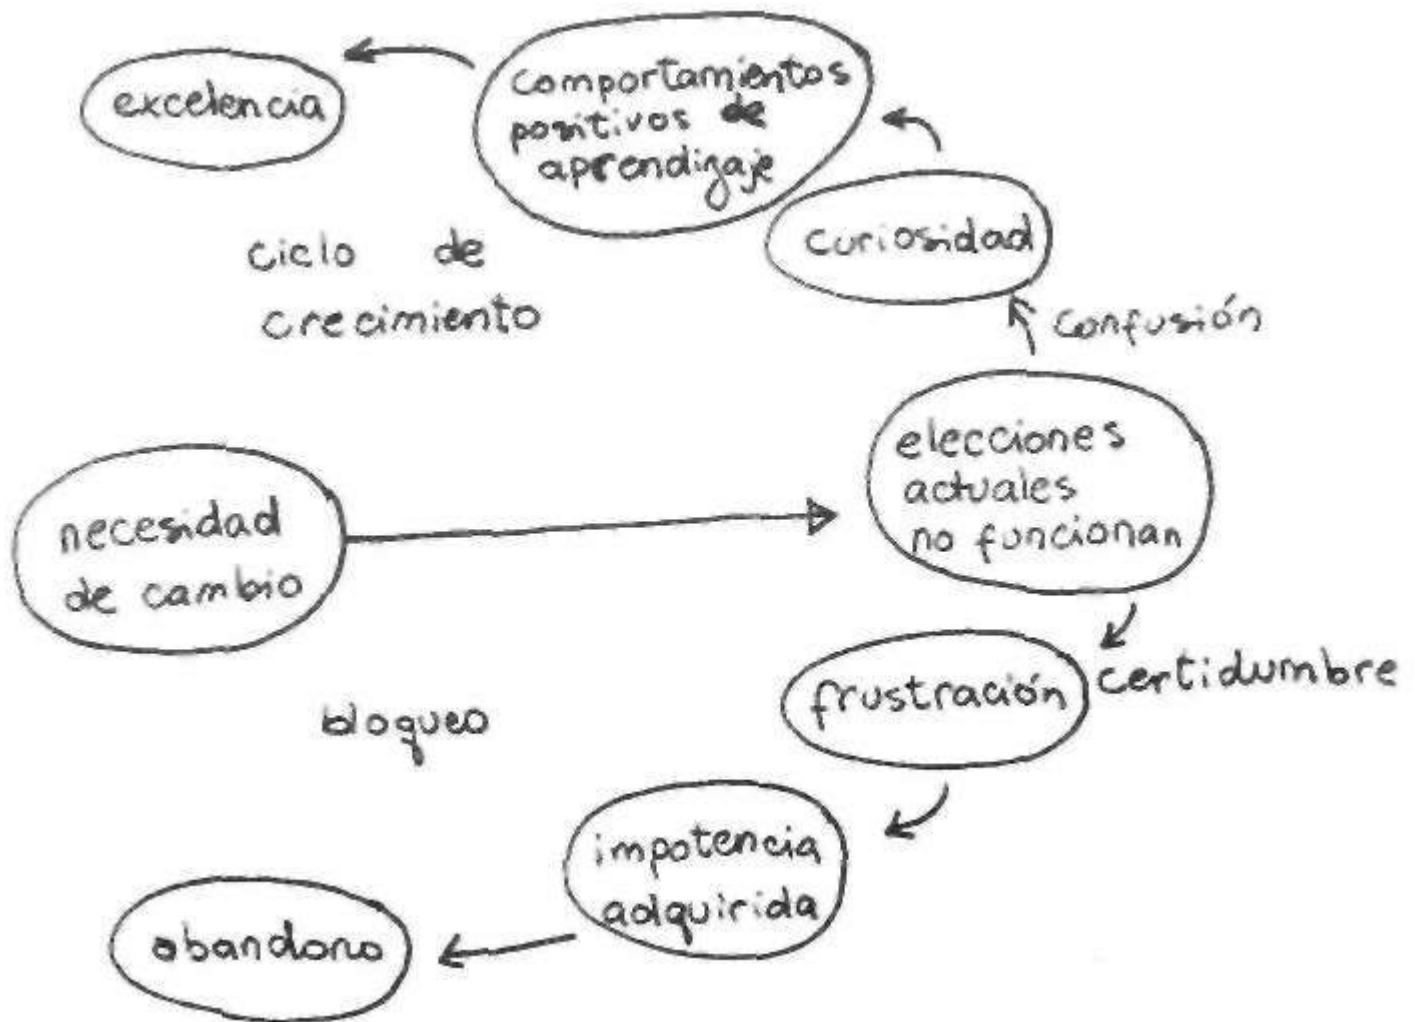 excelencia
comportamientos
positivos de
aprendizaje
curiosidad
ciclo de
crecimiento
confusión
elecciones
actuales
no funcionan
necesidad
de cambio
certidumbre
frustración
bloqueo
impotencia
adquirida
abandono